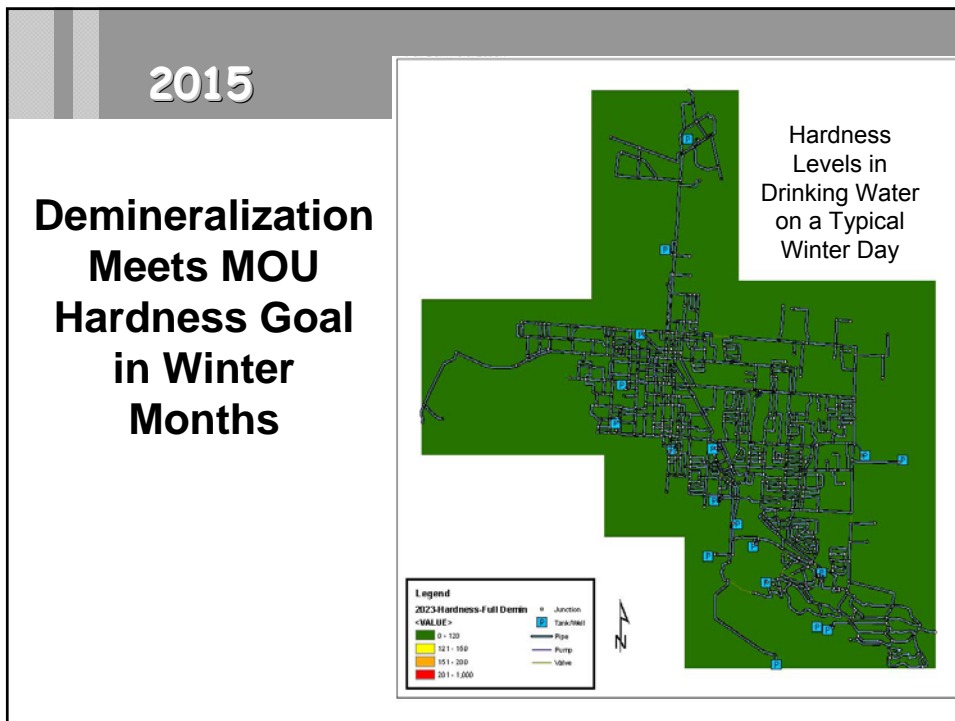 2015
Demineralization
Meets MOU
Hardness Goal
in Winter
Months
Hardness
Levels in
Drinking Water
on a Typical
Winter Day
Legend
2023-Hardness-Full Demin
<VALUE>
0 - 120
121 - 150
151 - 200
201 - 1,000
Junction
P Tank/Well
Pipe
Pump
Valve
N